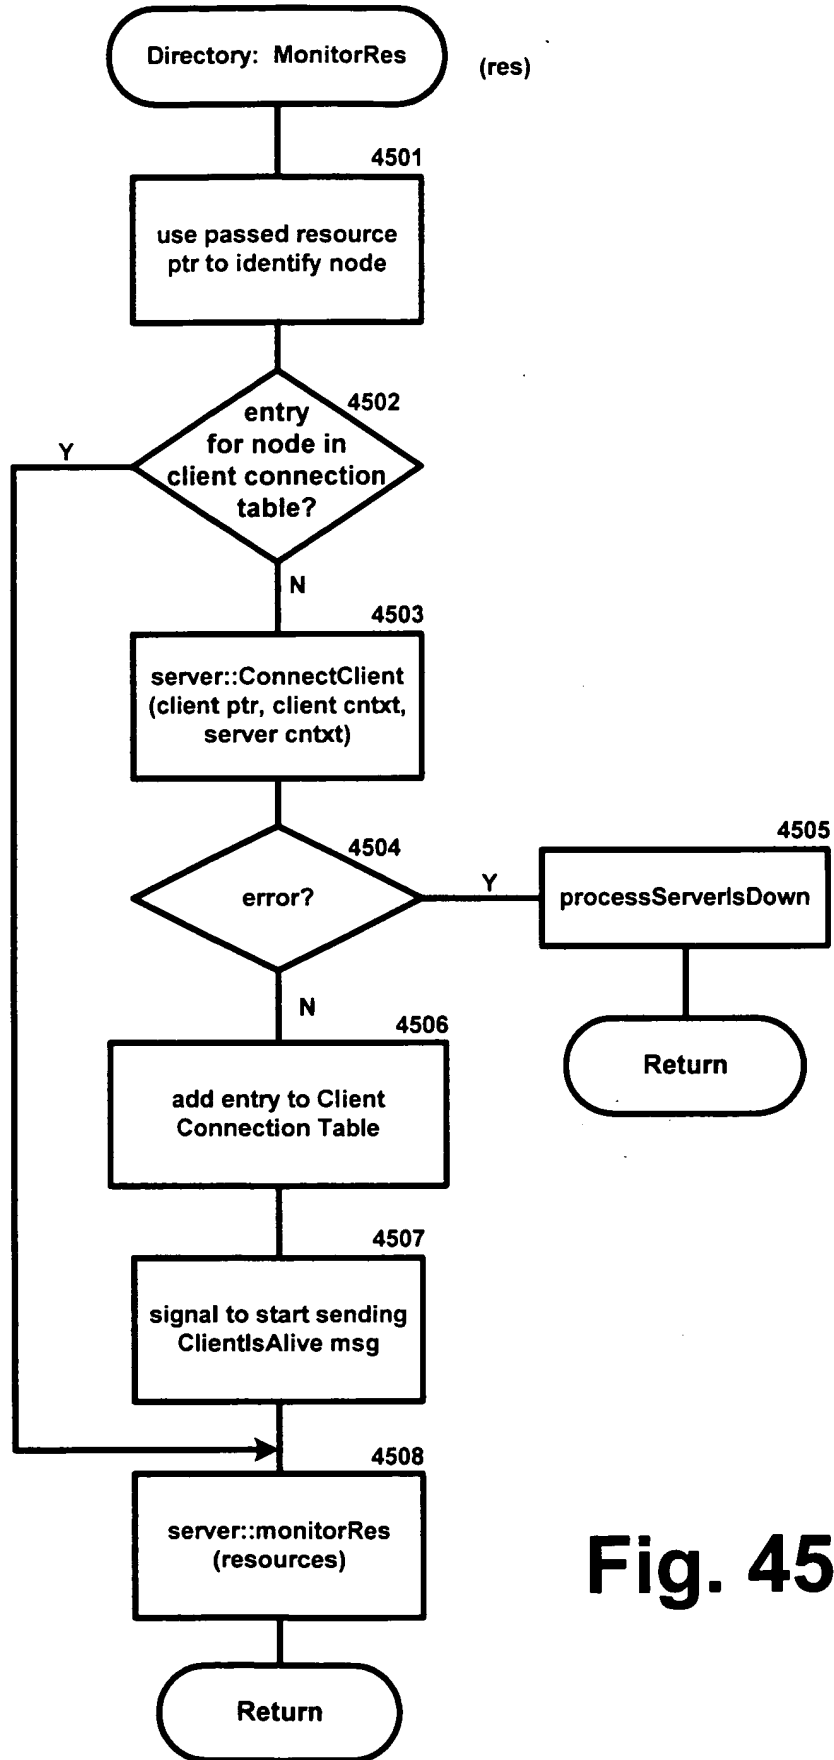 Directory: MonitorRes
(res)
4501
use passed resource
ptr to identify node
4502
entry
for node in
client connection
table?
Y
N
4503
server::ConnectClient
(client ptr, client cntxt,
server cntxt)
4504
error?
Y
4505
processServerIsDown
Return
N
4506
add entry to Client
Connection Table
4507
signal to start sending
ClientIsAlive msg
4508
server::monitorRes
(resources)
Return
Fig. 45